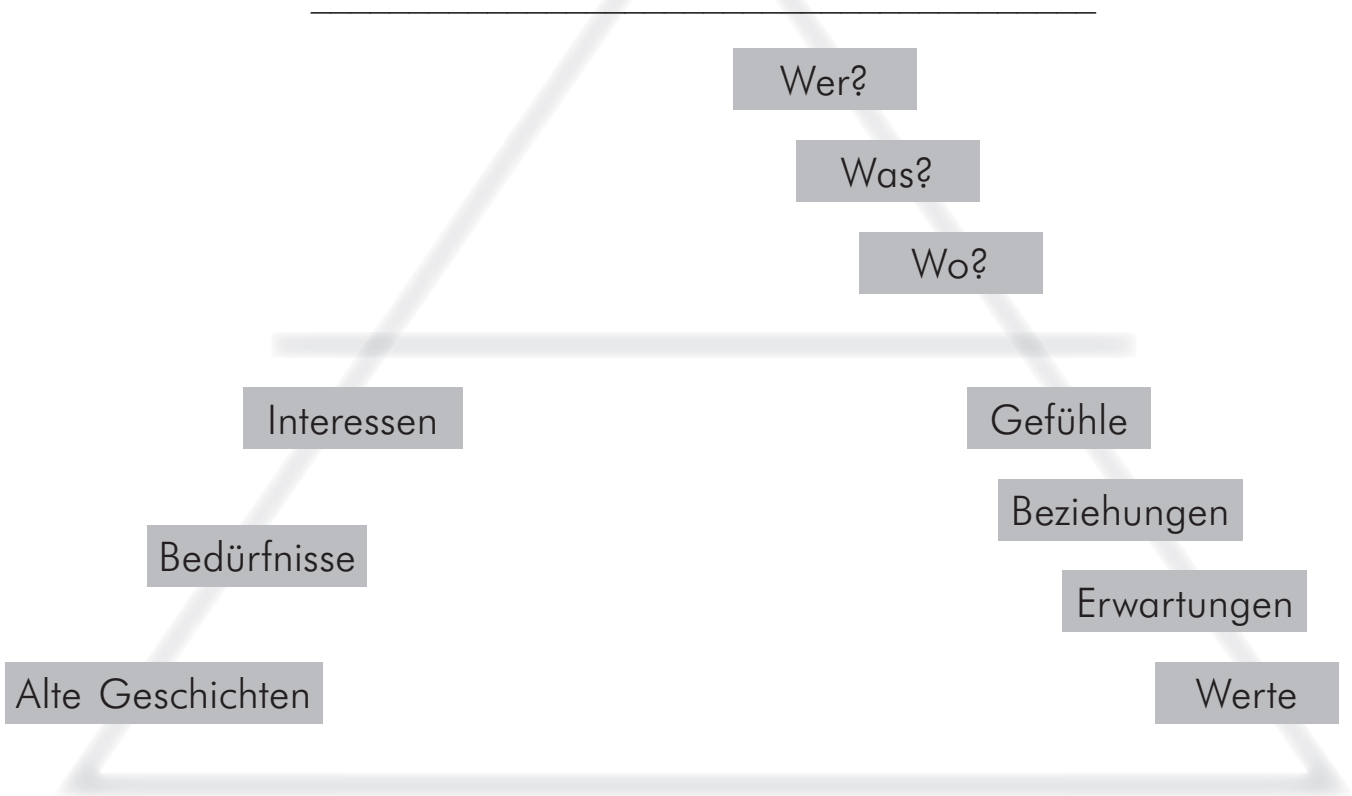 Wer?
Was?
Wo?
Interessen
Gefühle
Beziehungen
Bedürfnisse
Erwartungen
Alte Geschichten
Werte